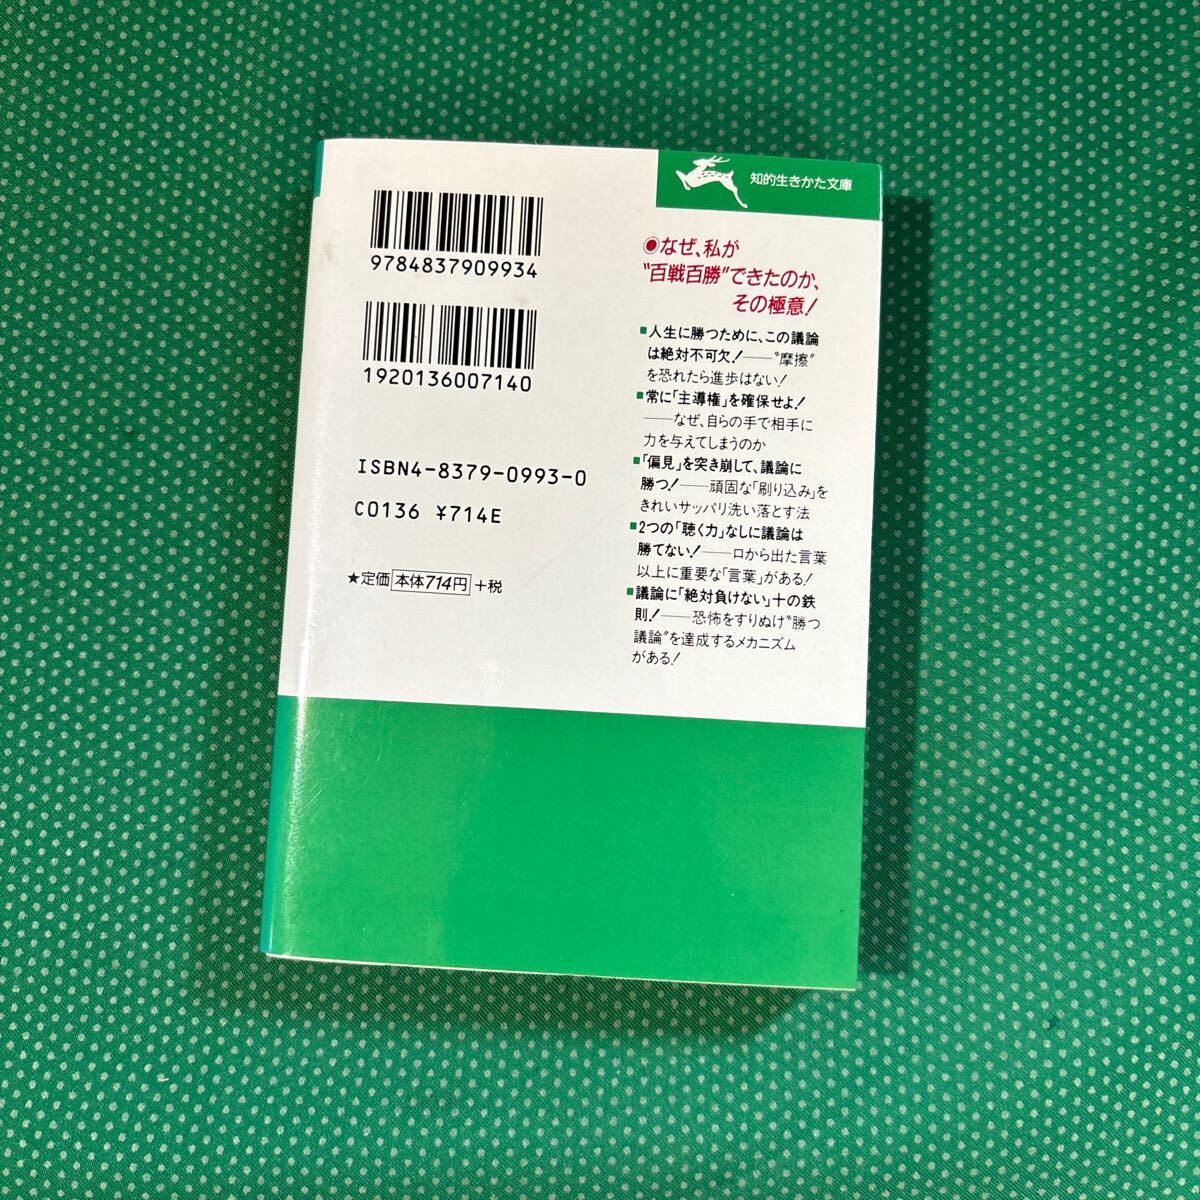 知的生きかた文庫
9784837909934
1920136007140
ISBN4-8379-0993-0
C0136 ¥714E
★定価 本体714円 +税
◉なぜ、私が
“百戦百勝”できたのか、
その極意！
■人生に勝つために、この議論
は絶対不可欠！──“摩擦”
を恐れたら進歩はない！
■常に「主導権」を確保せよ！
──なぜ、自らの手で相手に
力を与えてしまうのか
■「偏見」を突き崩して、議論に
勝つ！──頑固な「刷り込み」を
きれいサッパリ洗い落とす法
■2つの「聴く力」なしに議論は
勝てない！──口から出た言葉
以上に重要な「言葉」がある！
■議論に「絶対負けない」十の鉄
則！──恐怖をすりぬけ“勝つ
議論”を達成するメカニズム
がある！